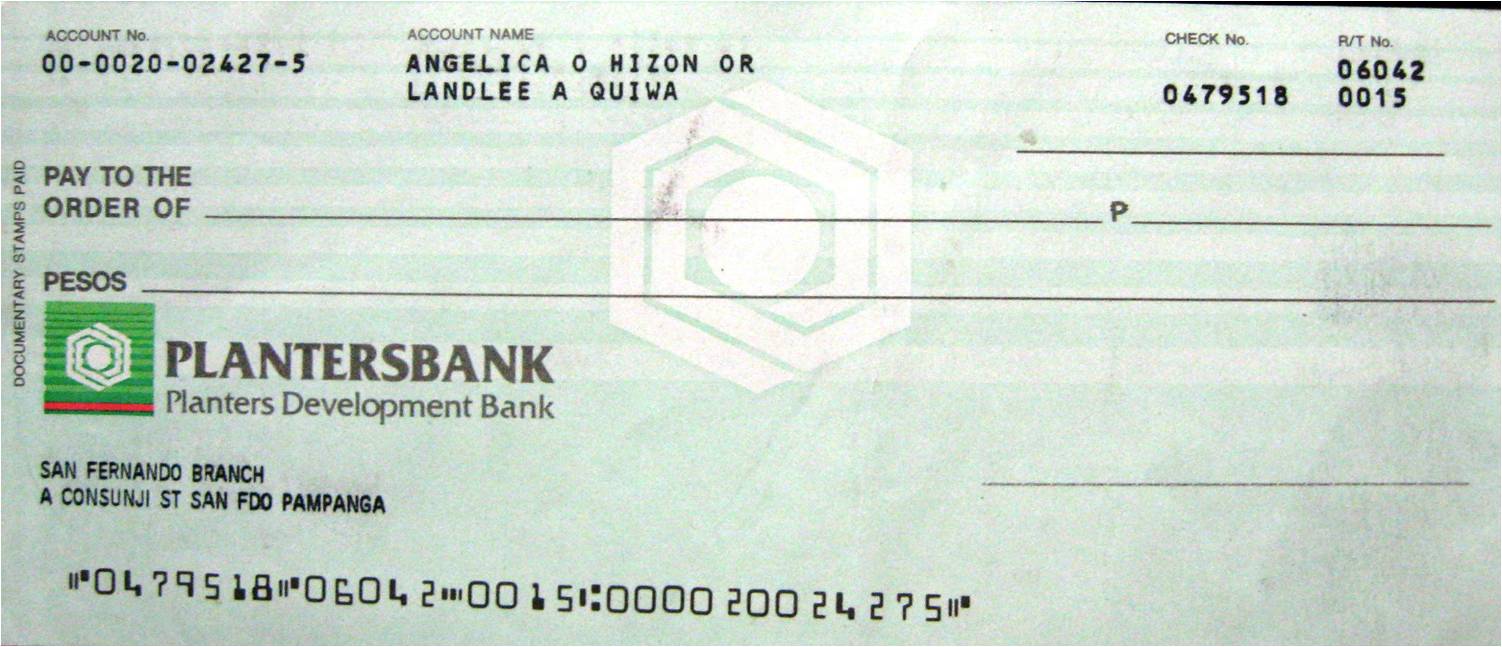 ACCOUNT No.
00-0020-02427-5
ACCOUNT NAME
ANGELICA O HIZON OR
LANDLEE A QUIWA
CHECK No.
0479518
R/T No.
06042
0015
DOCUMENTARY STAMPS PAID
PAY TO THE
ORDER OF
P
PESOS
PLANTERSBANK
Planters Development Bank
SAN FERNANDO BRANCH
A CONSUNJI ST SAN FDO PAMPANGA
⑈0479518⑈06042⑉0015⑆000020024275⑈